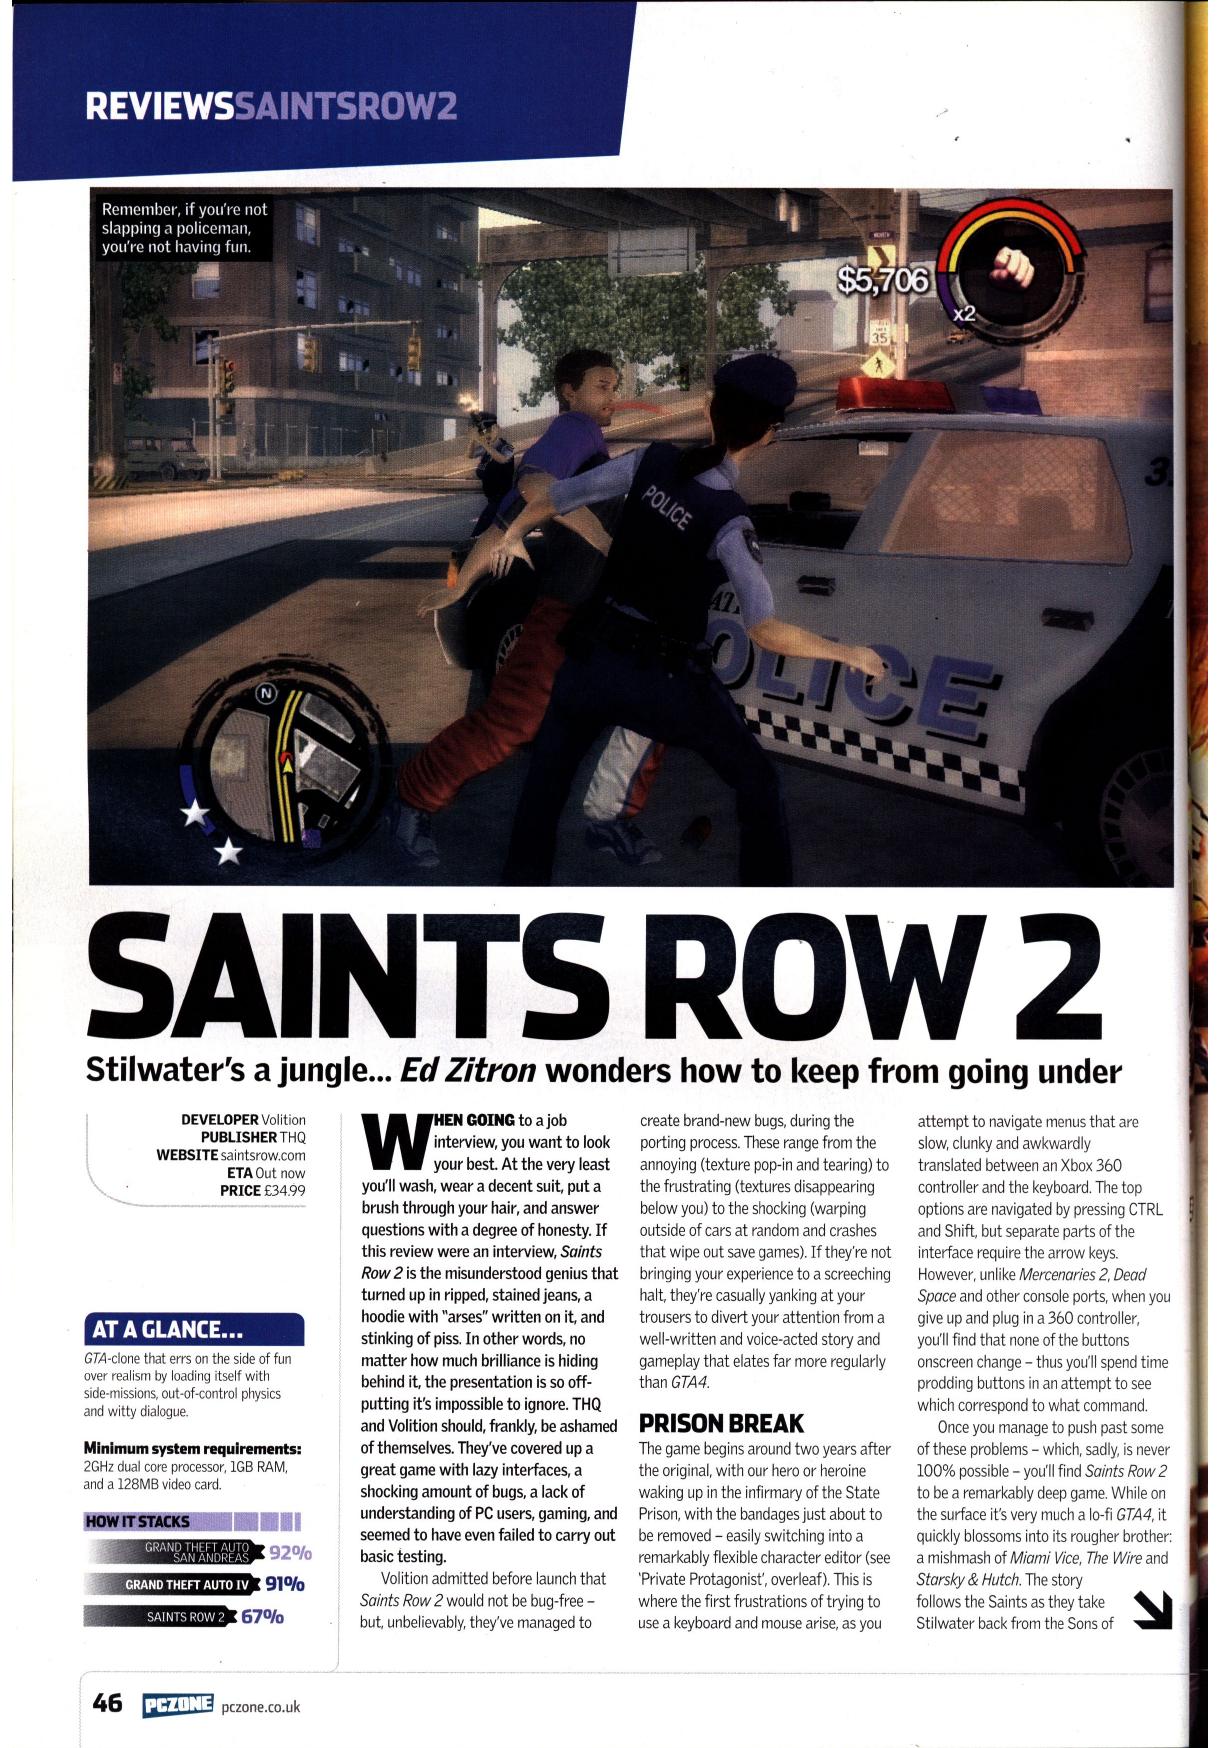 REVIEWSSAINTSROW2
Remember, if you're not
slapping a policeman,
you're not having fun.
$5,706
x2
35
POLICE
POLICE
N
SAINTS ROW 2
Stilwater's a jungle... Ed Zitron wonders how to keep from going under
DEVELOPER Volition
PUBLISHER THQ
WEBSITE saintsrow.com
ETA Out now
PRICE £34.99
AT A GLANCE...
GTA-clone that errs on the side of fun
over realism by loading itself with
side-missions, out-of-control physics
and witty dialogue.
Minimum system requirements:
2GHz dual core processor, 1GB RAM,
and a 128MB video card.
HOW IT STACKS
GRAND THEFT AUTO
SAN ANDREAS 92%
GRAND THEFT AUTO IV 91%
SAINTS ROW 2 67%
WHEN GOING to a job
interview, you want to look
your best. At the very least
you'll wash, wear a decent suit, put a
brush through your hair, and answer
questions with a degree of honesty. If
this review were an interview, Saints
Row 2 is the misunderstood genius that
turned up in ripped, stained jeans, a
hoodie with "arses" written on it, and
stinking of piss. In other words, no
matter how much brilliance is hiding
behind it, the presentation is so off-
putting it's impossible to ignore. THQ
and Volition should, frankly, be ashamed
of themselves. They've covered up a
great game with lazy interfaces, a
shocking amount of bugs, a lack of
understanding of PC users, gaming, and
seemed to have even failed to carry out
basic testing.
Volition admitted before launch that
Saints Row 2 would not be bug-free –
but, unbelievably, they've managed to
create brand-new bugs, during the
porting process. These range from the
annoying (texture pop-in and tearing) to
the frustrating (textures disappearing
below you) to the shocking (warping
outside of cars at random and crashes
that wipe out save games). If they're not
bringing your experience to a screeching
halt, they're casually yanking at your
trousers to divert your attention from a
well-written and voice-acted story and
gameplay that elates far more regularly
than GTA4.
PRISON BREAK
The game begins around two years after
the original, with our hero or heroine
waking up in the infirmary of the State
Prison, with the bandages just about to
be removed – easily switching into a
remarkably flexible character editor (see
'Private Protagonist', overleaf). This is
where the first frustrations of trying to
use a keyboard and mouse arise, as you
attempt to navigate menus that are
slow, clunky and awkwardly
translated between an Xbox 360
controller and the keyboard. The top
options are navigated by pressing CTRL
and Shift, but separate parts of the
interface require the arrow keys.
However, unlike Mercenaries 2, Dead
Space and other console ports, when you
give up and plug in a 360 controller,
you'll find that none of the buttons
onscreen change – thus you'll spend time
prodding buttons in an attempt to see
which correspond to what command.
Once you manage to push past some
of these problems – which, sadly, is never
100% possible – you'll find Saints Row 2
to be a remarkably deep game. While on
the surface it's very much a lo-fi GTA4, it
quickly blossoms into its rougher brother:
a mishmash of Miami Vice, The Wire and
Starsky & Hutch. The story
follows the Saints as they take
Stilwater back from the Sons of
46 PCZONE pczone.co.uk